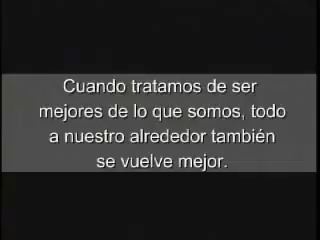 Cuando tratamos de ser
mejores de lo que somos, todo
a nuestro alrededor también
se vuelve mejor.